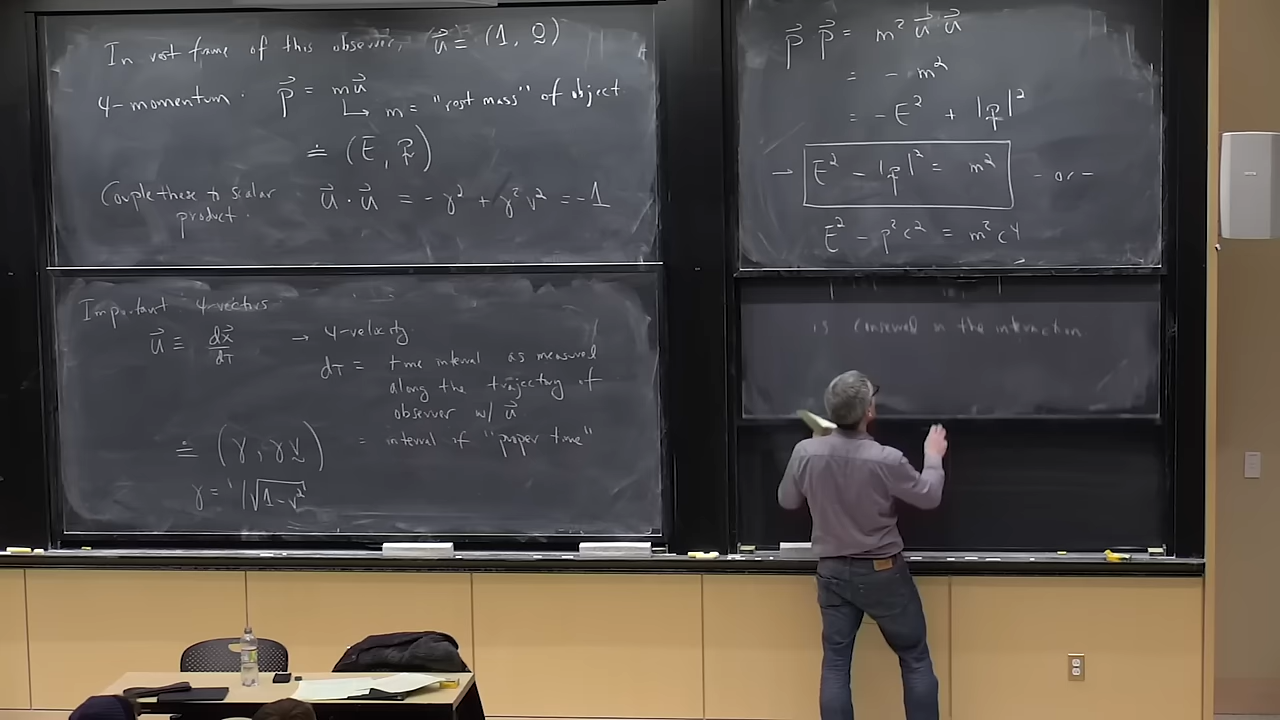 In rest frame of this observer, u⃗ ≐ (1, 0)
4-momentum: p⃗ = mu⃗
↳ m = "rest mass" of object
≐ (E, p)
Couple these to scalar
product. u⃗ · u⃗ = -γ² + γ²v² = -1
Important 4-vectors
u⃗ ≡ dx⃗/dτ → 4-velocity
dτ = time interval as measured
along the trajectory of
observer w/ u⃗
= interval of "proper time"
≐ (γ, γv)
γ = 1/√1-v²
p⃗ · p⃗ = m² u⃗ · u⃗
= - m²
= -E² + |p|²
→ E² - |p|² = m² -or-
E² - p²c² = m²c⁴
is conserved in the interaction